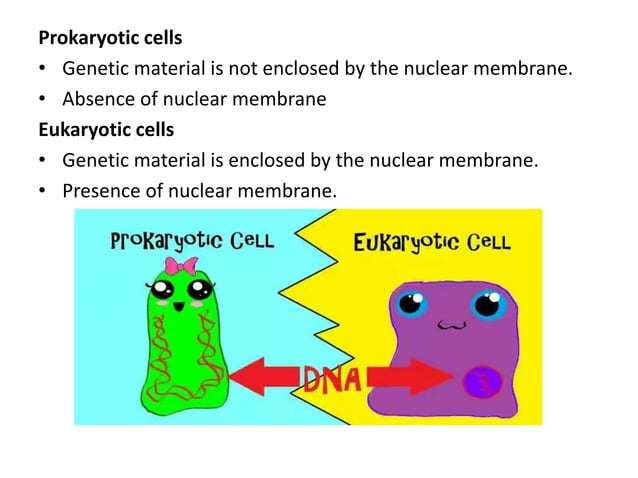 Prokaryotic cells
• Genetic material is not enclosed by the nuclear membrane.
• Absence of nuclear membrane
Eukaryotic cells
• Genetic material is enclosed by the nuclear membrane.
• Presence of nuclear membrane.
Prokaryotic Cell
Eukaryotic Cell
DNA